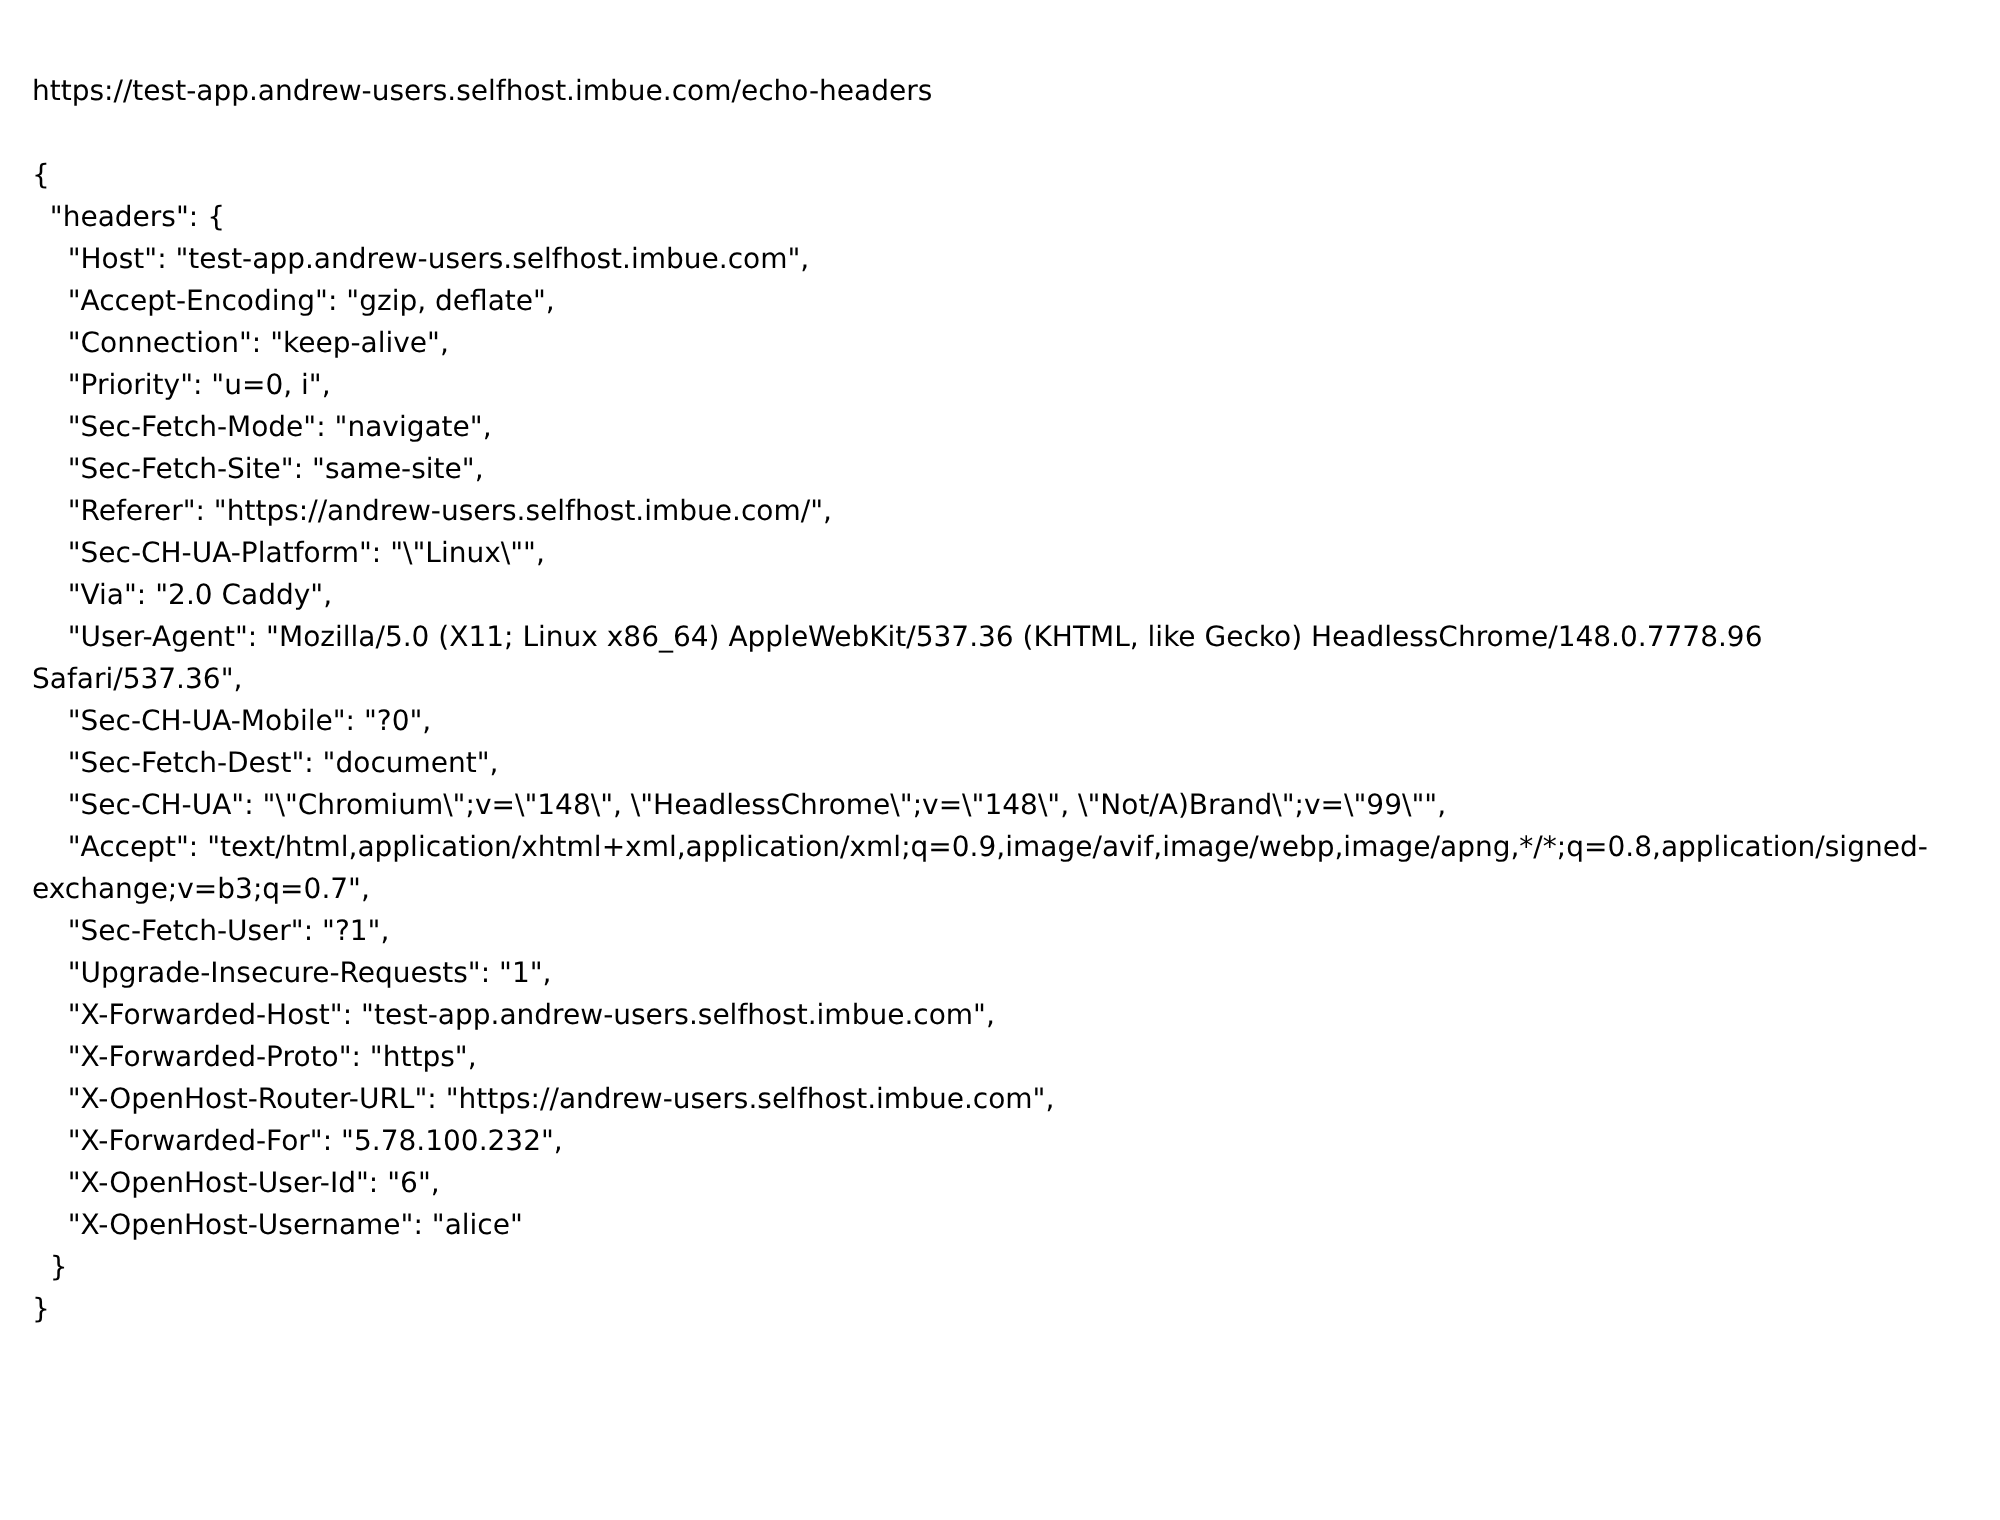 https://test-app.andrew-users.selfhost.imbue.com/echo-headers

{
  "headers": {
    "Host": "test-app.andrew-users.selfhost.imbue.com",
    "Accept-Encoding": "gzip, deflate",
    "Connection": "keep-alive",
    "Priority": "u=0, i",
    "Sec-Fetch-Mode": "navigate",
    "Sec-Fetch-Site": "same-site",
    "Referer": "https://andrew-users.selfhost.imbue.com/",
    "Sec-CH-UA-Platform": "\"Linux\"",
    "Via": "2.0 Caddy",
    "User-Agent": "Mozilla/5.0 (X11; Linux x86_64) AppleWebKit/537.36 (KHTML, like Gecko) HeadlessChrome/148.0.7778.96
Safari/537.36",
    "Sec-CH-UA-Mobile": "?0",
    "Sec-Fetch-Dest": "document",
    "Sec-CH-UA": "\"Chromium\";v=\"148\", \"HeadlessChrome\";v=\"148\", \"Not/A)Brand\";v=\"99\"",
    "Accept": "text/html,application/xhtml+xml,application/xml;q=0.9,image/avif,image/webp,image/apng,*/*;q=0.8,application/signed-
exchange;v=b3;q=0.7",
    "Sec-Fetch-User": "?1",
    "Upgrade-Insecure-Requests": "1",
    "X-Forwarded-Host": "test-app.andrew-users.selfhost.imbue.com",
    "X-Forwarded-Proto": "https",
    "X-OpenHost-Router-URL": "https://andrew-users.selfhost.imbue.com",
    "X-Forwarded-For": "5.78.100.232",
    "X-OpenHost-User-Id": "6",
    "X-OpenHost-Username": "alice"
  }
}